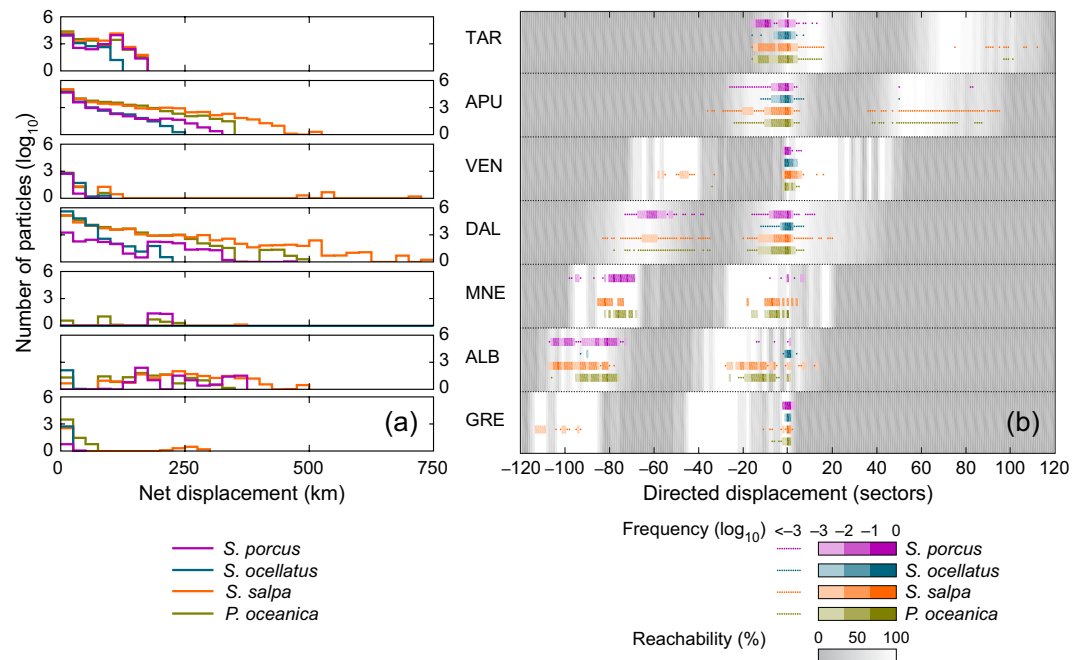 6
3
0
6
3
0
6
3
0
6
3
0
6
3
0
6
3
0
6
3
0
Number of particles (log10)
(a)
0 250 500 750
Net displacement (km)
TAR
APU
VEN
DAL
MNE
ALB
GRE
(b)
–120 –100 –80 –60 –40 –20 0 20 40 60 80 100 120
Directed displacement (sectors)
S. porcus
S. ocellatus
S. salpa
P. oceanica
Frequency (log10) <–3 –3 –2 –1 0
S. porcus
S. ocellatus
S. salpa
P. oceanica
Reachability (%) 0 50 100